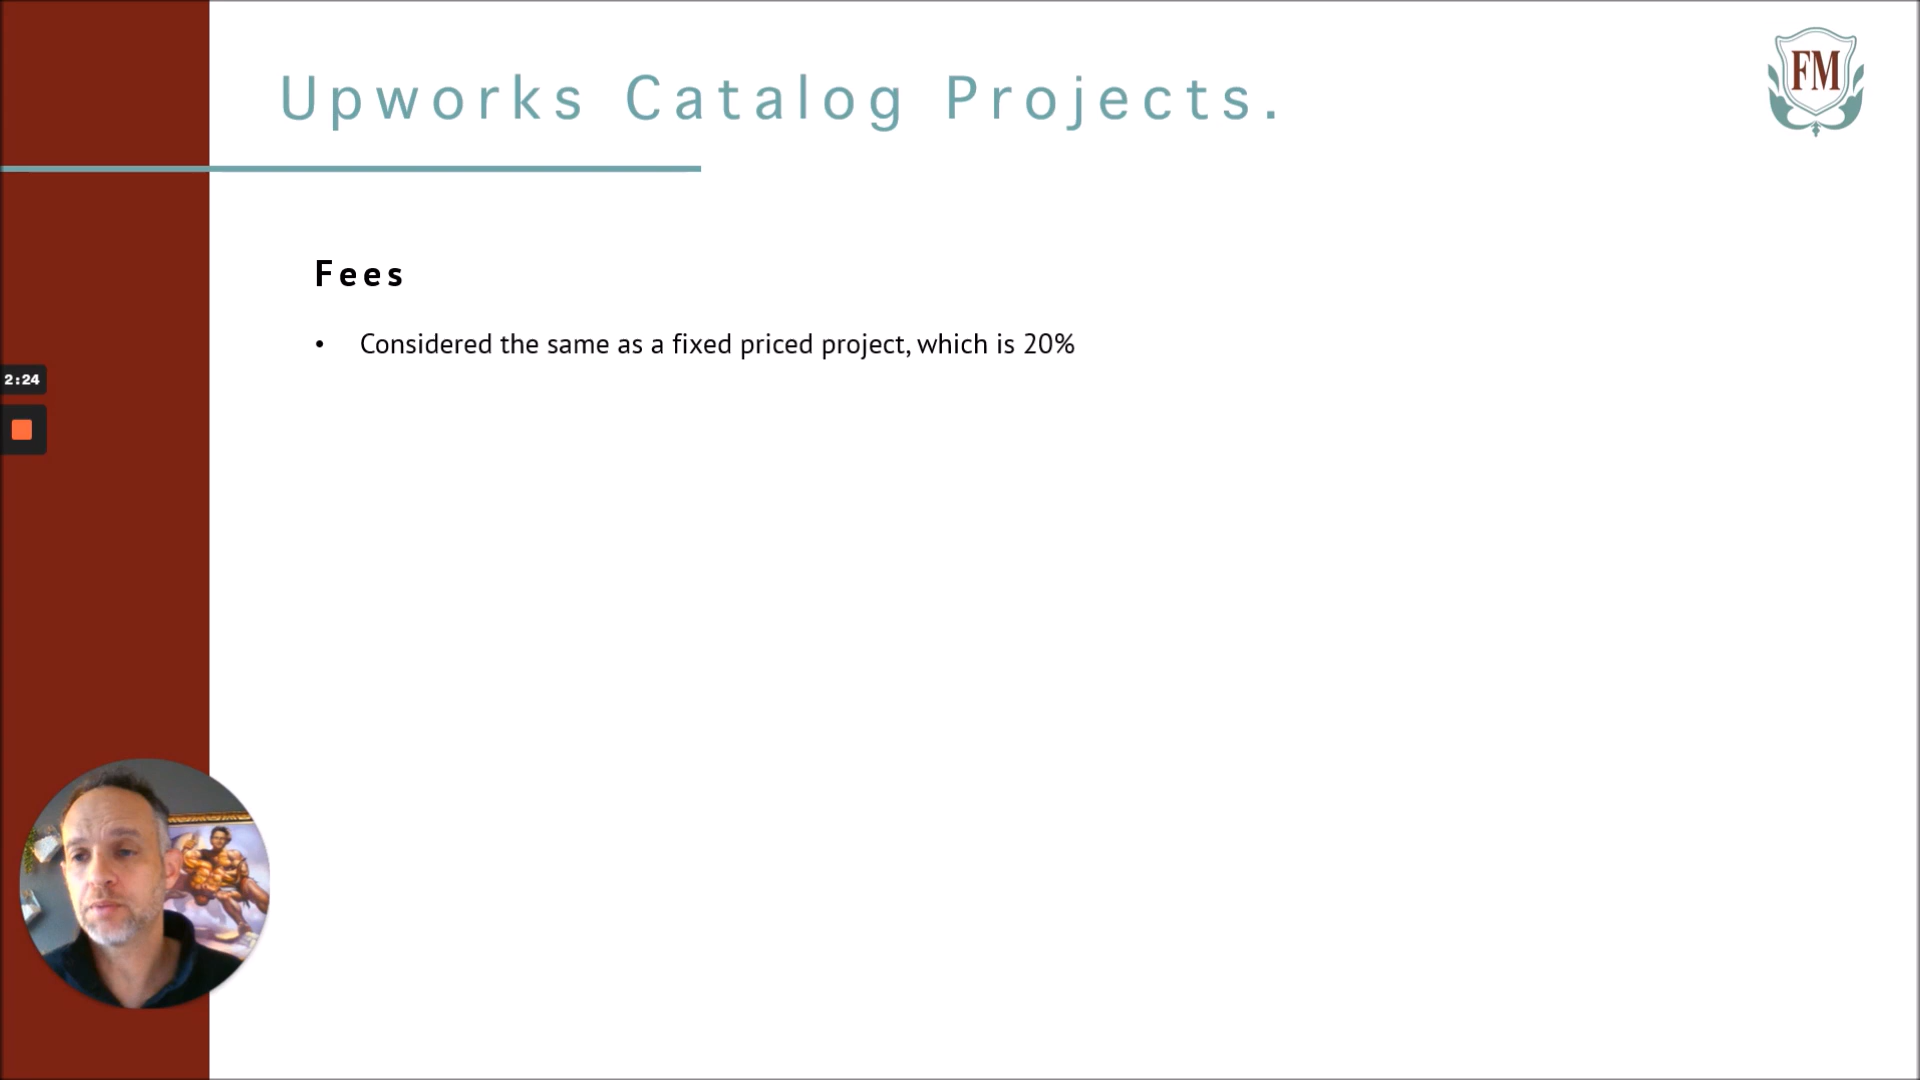 Upworks Catalog Projects.
FM
Fees
• Considered the same as a fixed priced project, which is 20%
2:24